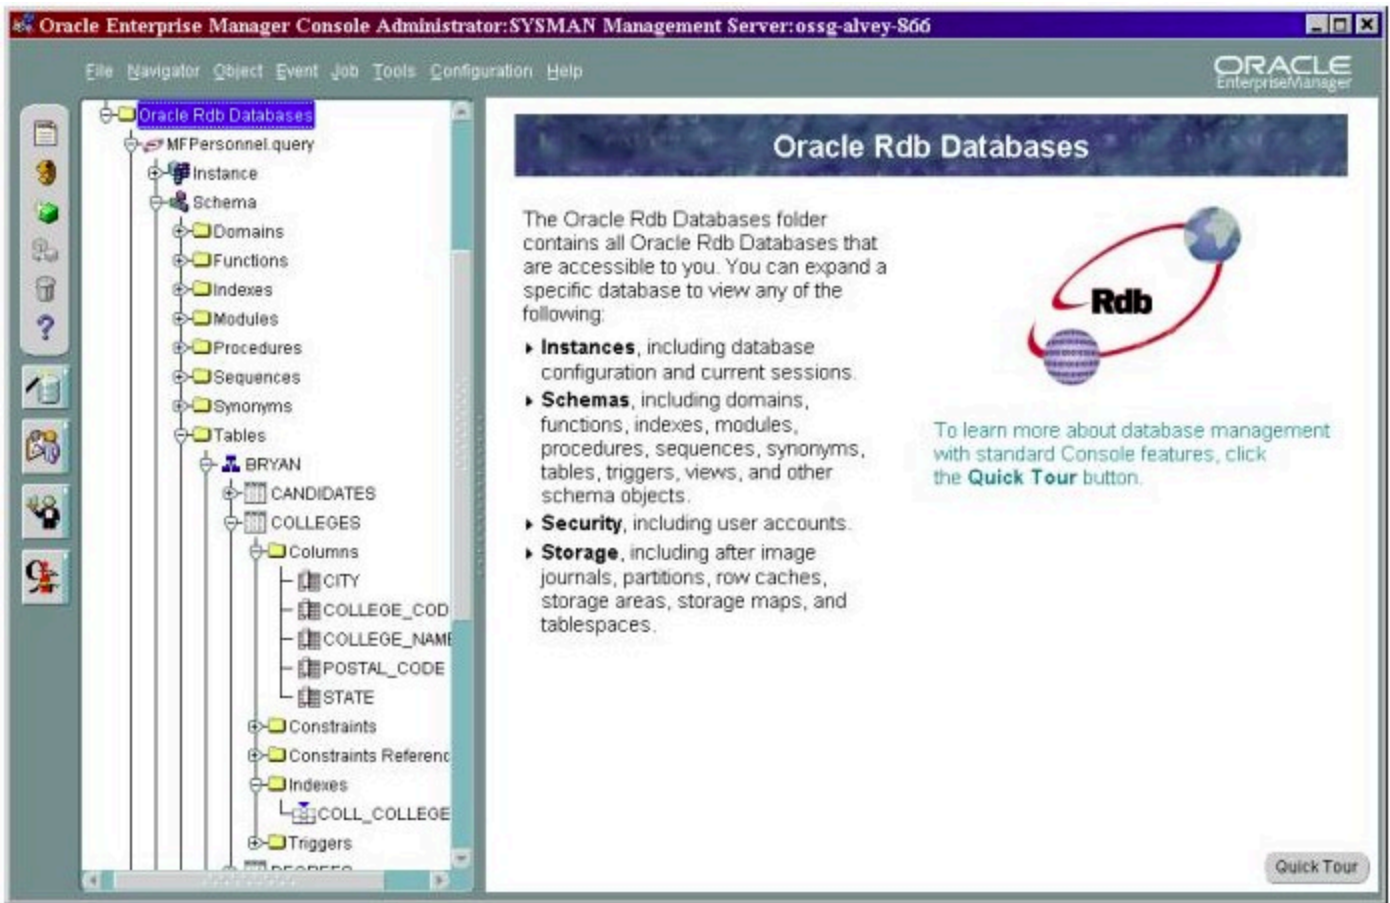 Oracle Enterprise Manager Console Administrator:SYSMAN Management Server:ossg-alvey-866
File Navigator Object Event Job Tools Configuration Help
ORACLE
EnterpriseManager
Oracle Rdb Databases
MFPersonnel.query
Instance
Schema
Domains
Functions
Indexes
Modules
Procedures
Sequences
Synonyms
Tables
BRYAN
CANDIDATES
COLLEGES
Columns
CITY
COLLEGE_COD
COLLEGE_NAME
POSTAL_CODE
STATE
Constraints
Constraints Referenc
Indexes
COLL_COLLEGE
Triggers
DEGREES
Oracle Rdb Databases
The Oracle Rdb Databases folder
contains all Oracle Rdb Databases that
are accessible to you. You can expand a
specific database to view any of the
following:
Instances, including database
configuration and current sessions.
Schemas, including domains,
functions, indexes, modules,
procedures, sequences, synonyms,
tables, triggers, views, and other
schema objects.
Security, including user accounts.
Storage, including after image
journals, partitions, row caches,
storage areas, storage maps, and
tablespaces.
Rdb
To learn more about database management
with standard Console features, click
the Quick Tour button.
Quick Tour